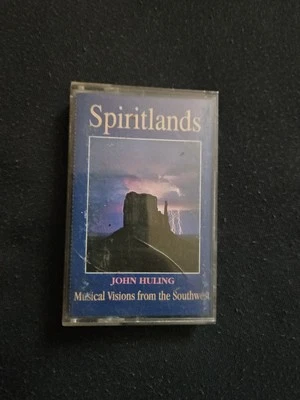 Spiritlands
JOHN HULING
Musical Visions from the Southwest